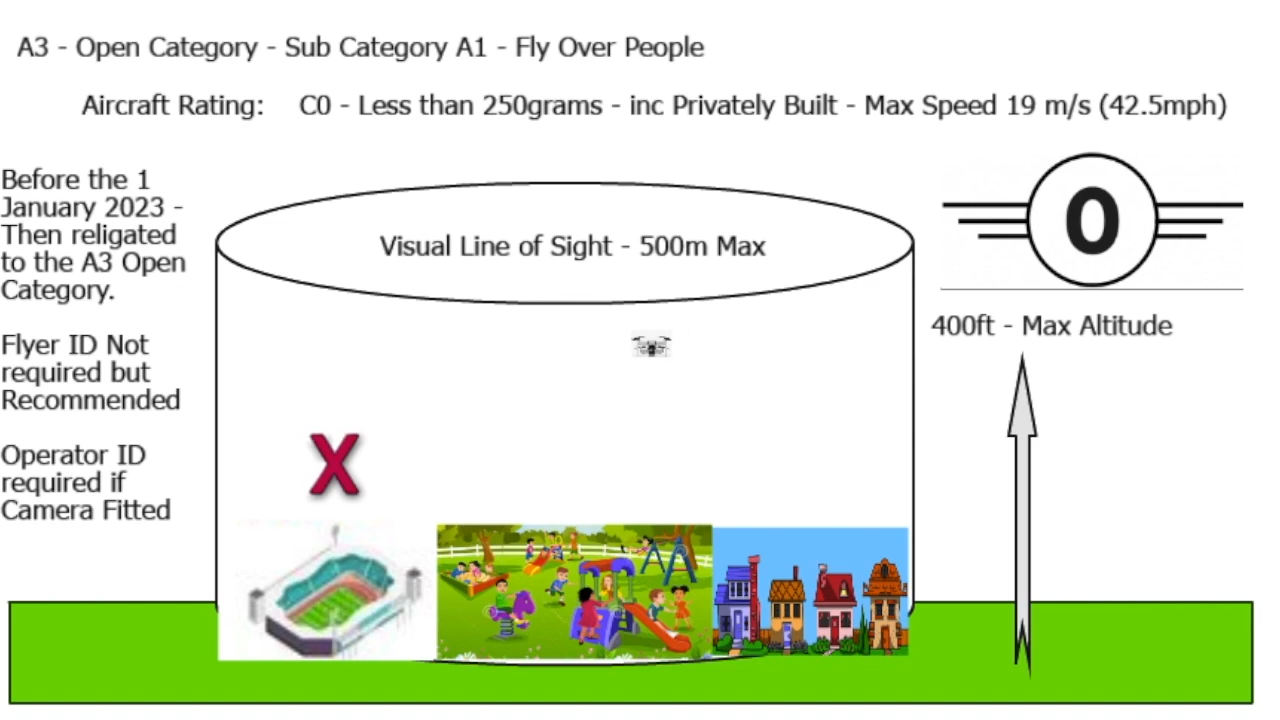 A3 - Open Category - Sub Category A1 - Fly Over People
Aircraft Rating: C0 - Less than 250grams - inc Privately Built - Max Speed 19 m/s (42.5mph)
Before the 1
January 2023 -
Then religated
to the A3 Open
Category.
Flyer ID Not
required but
Recommended
Operator ID
required if
Camera Fitted
Visual Line of Sight - 500m Max
0
400ft - Max Altitude
X